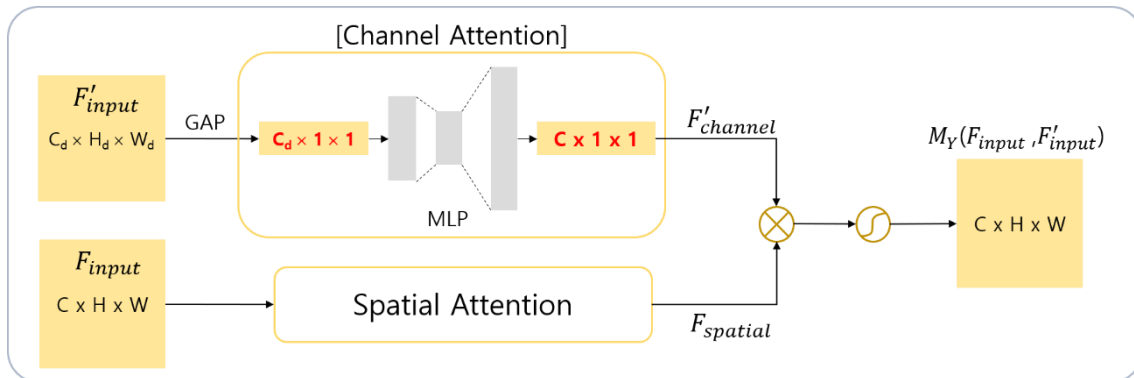 [Channel Attention]
F′input
Cd × Hd × Wd
GAP
Cd × 1 × 1
MLP
C x 1 x 1
F′channel
MY(Finput ,F′input)
C x H x W
Finput
C x H x W
Spatial Attention
Fspatial